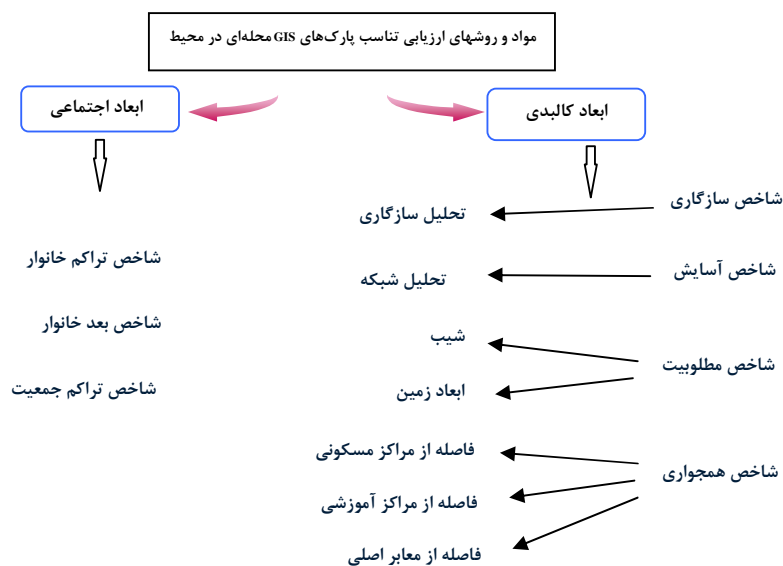 مواد و روشهای ارزیابی تناسب پارک‌های GIS محله‌ای در محیط
ابعاد کالبدی
ابعاد اجتماعی
شاخص سازگاری
تحلیل سازگاری
شاخص آسایش
تحلیل شبکه
شاخص مطلوبیت
شیب
ابعاد زمین
شاخص همجواری
فاصله از مراکز مسکونی
فاصله از مراکز آموزشی
فاصله از معابر اصلی
شاخص تراکم خانوار
شاخص بعد خانوار
شاخص تراکم جمعیت